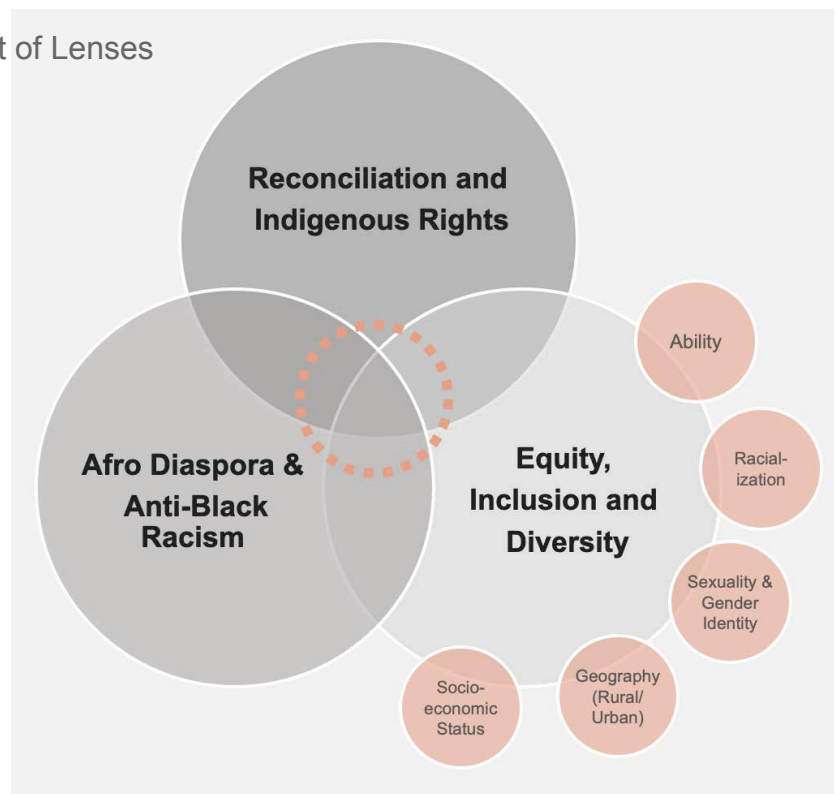 t of Lenses
Reconciliation and
Indigenous Rights
Ability
Racial-
ization
Afro Diaspora &
Anti-Black
Racism
Equity,
Inclusion and
Diversity
Sexuality &
Gender
Identity
Geography
(Rural/
Urban)
Socio-
economic
Status